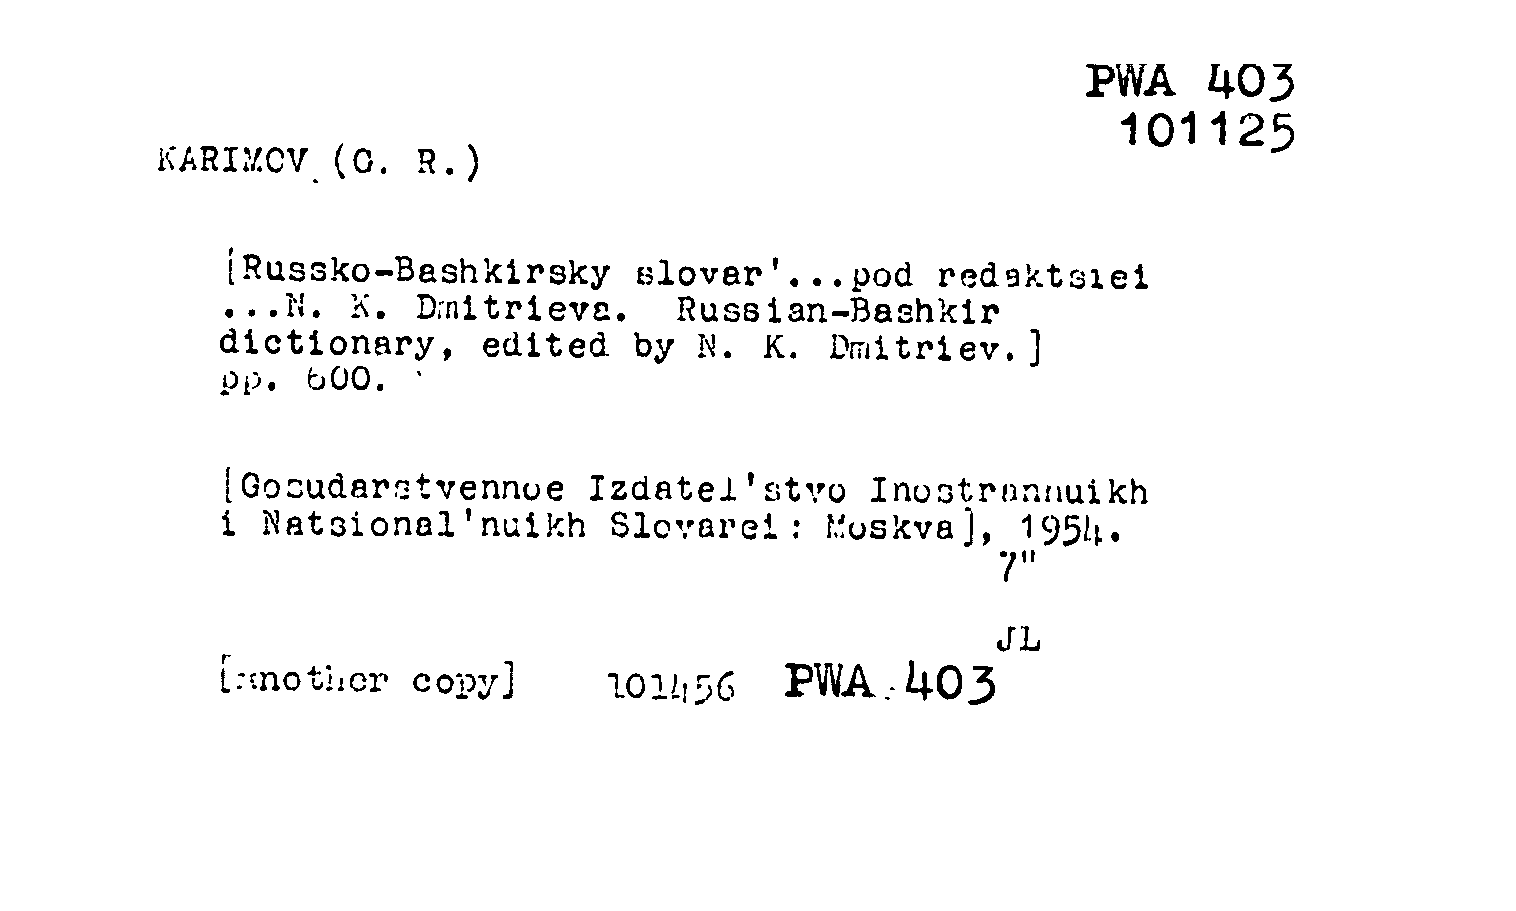 PWA 403
101125
KARIMOV (G. R.)
[Russko-Bashkirsky slovar'...pod redaktsiei
...N. K. Dmitrieva. Russian-Bashkir
dictionary, edited by N. K. Dmitriev.]
pp. 600.
[Gosudarstvennoe Izdatel'stvo Inostrannuikh
i Natsional'nuikh Slovarei: Moskva], 1954.
7"
JL
[another copy] 101456 PWA 403